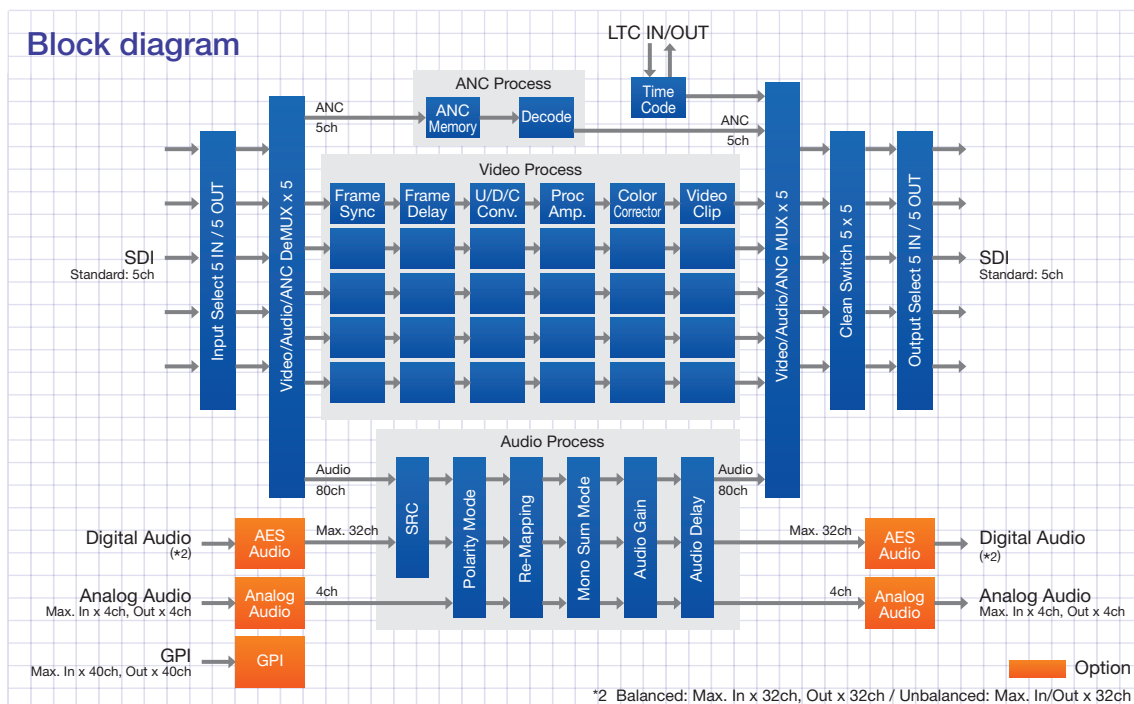 Block diagram
LTC IN/OUT
ANC Process
Time
Code
ANC
5ch
ANC
Memory
Decode
ANC
5ch
Video Process
Frame
Sync
Frame
Delay
U/D/C
Conv.
Proc
Amp.
Color
Corrector
Video
Clip
SDI
Standard: 5ch
Input Select 5 IN / 5 OUT
Video/Audio/ANC DeMUX x 5
Video/Audio/ANC MUX x 5
Clean Switch 5 x 5
Output Select 5 IN / 5 OUT
SDI
Standard: 5ch
Audio Process
Audio
80ch
SRC
Polarity Mode
Re-Mapping
Mono Sum Mode
Audio Gain
Audio Delay
Audio
80ch
Digital Audio
(*2)
AES
Audio
Max. 32ch
Max. 32ch
AES
Audio
Digital Audio
(*2)
Analog Audio
Max. In x 4ch, Out x 4ch
Analog
Audio
4ch
4ch
Analog
Audio
Analog Audio
Max. In x 4ch, Out x 4ch
GPI
Max. In x 40ch, Out x 40ch
GPI
Option
*2 Balanced: Max. In x 32ch, Out x 32ch / Unbalanced: Max. In/Out x 32ch